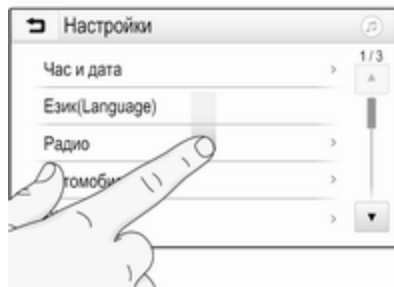 Настройки
1/3
Час и дата
Език(Language)
Радио